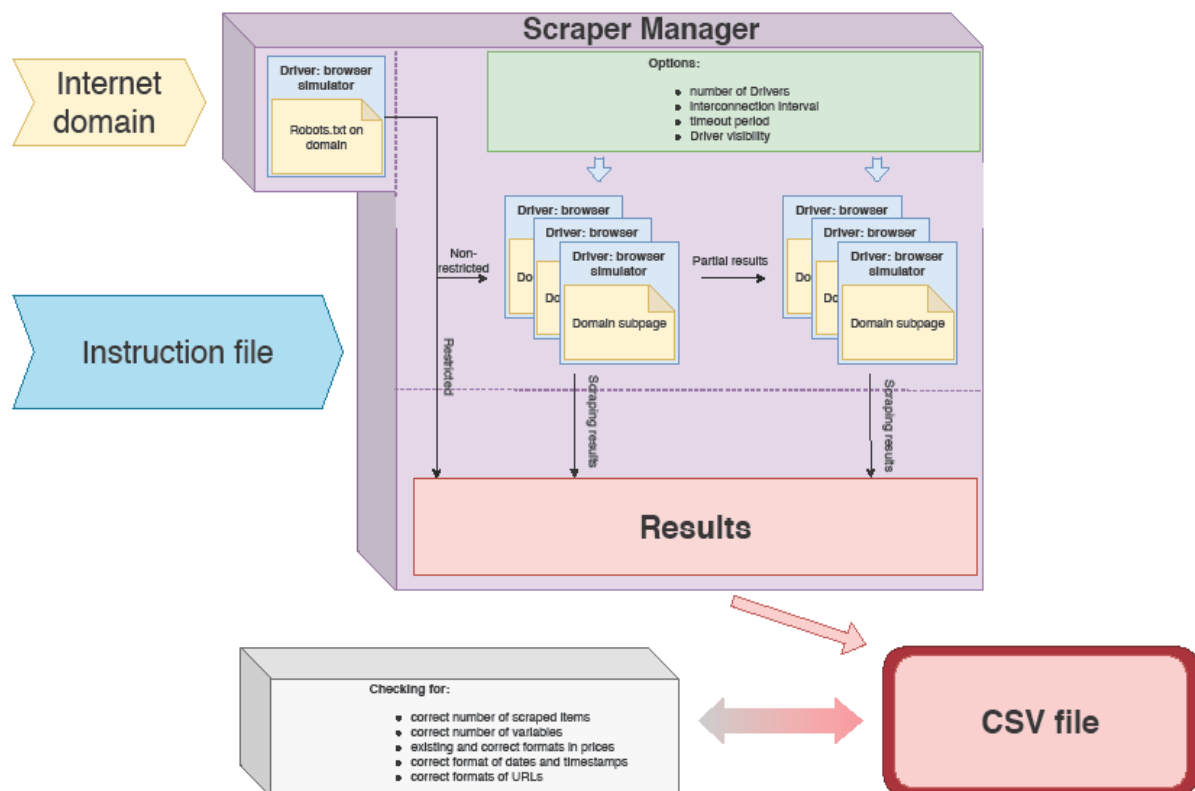 Scraper Manager
Internet
domain
Driver: browser
simulator
Robots.txt on
domain
Options:
number of Drivers
interconnection interval
timeout period
Driver visibility
Driver: browser
Do
Driver: browser
Do
Driver: browser
simulator
Domain subpage
Non-
restricted
Partial results
Driver: browser
Do
Driver: browser
Do
Driver: browser
simulator
Domain subpage
Instruction file
Restricted
Scraping results
Scraping results
Results
Checking for:
correct number of scraped items
correct number of variables
existing and correct formats in prices
correct format of dates and timestamps
correct formats of URLs
CSV file